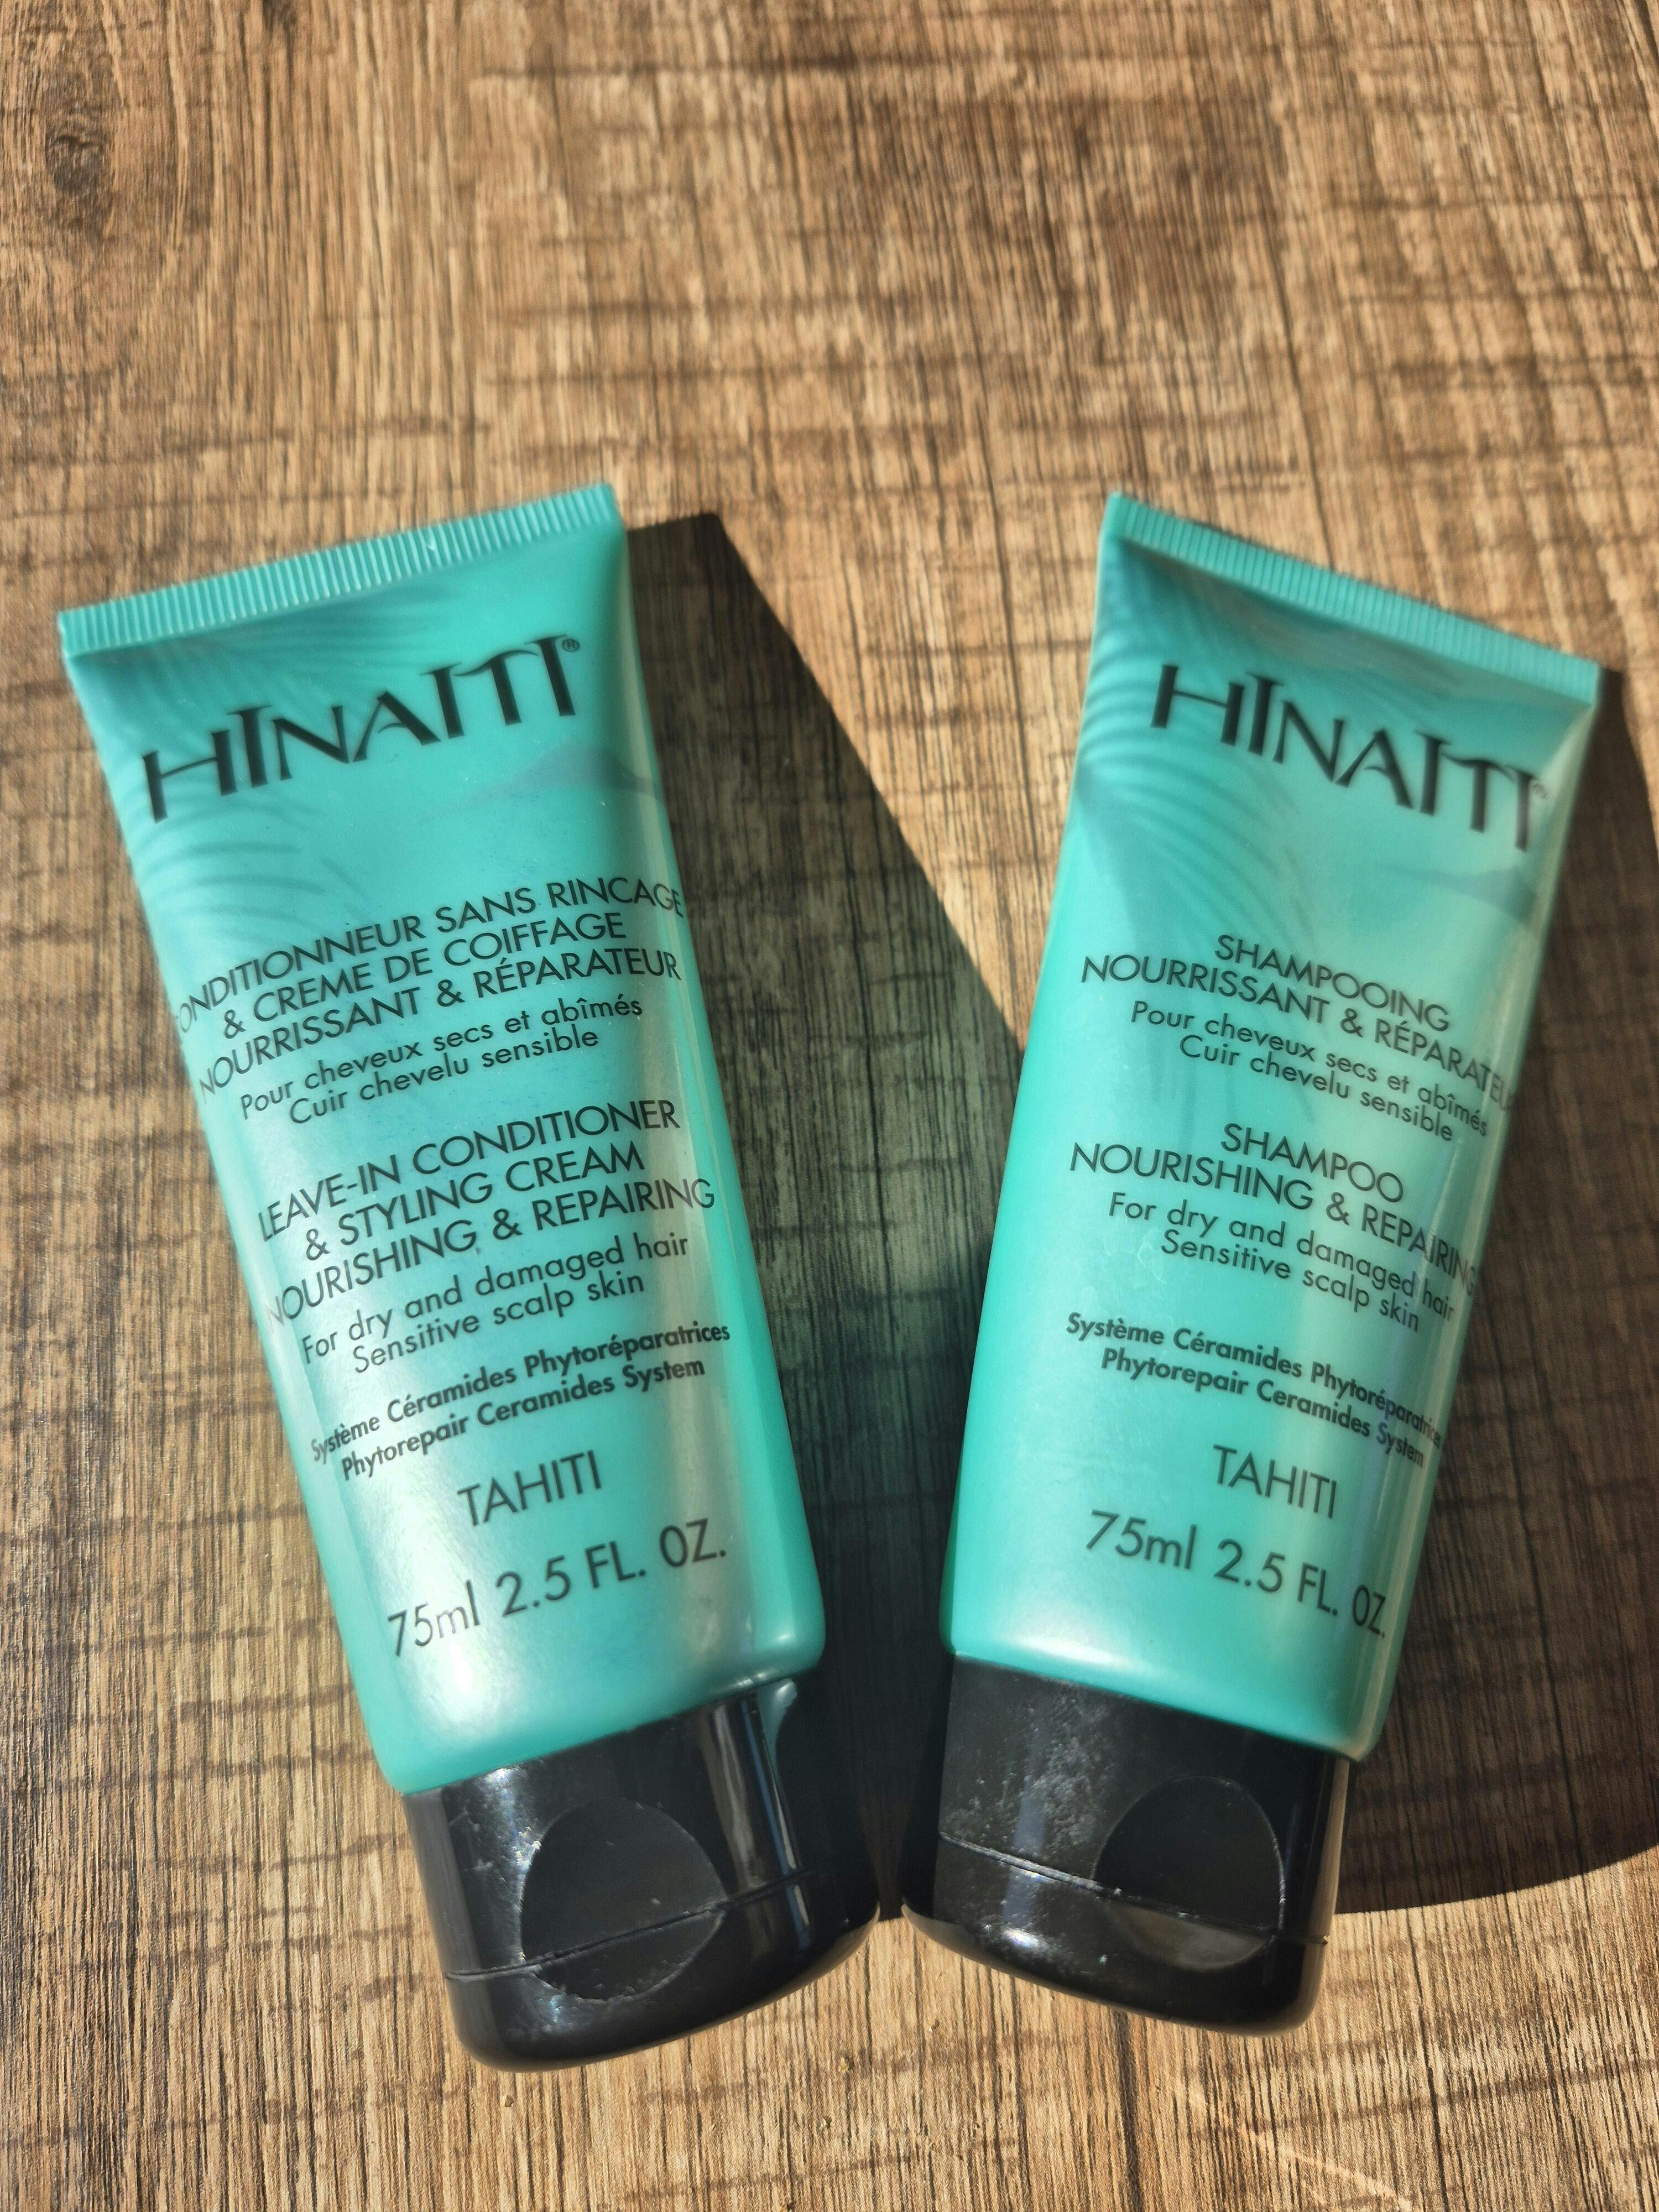 HINAITI®
CONDITIONNEUR SANS RINCAGE
& CREME DE COIFFAGE
NOURRISSANT & RÉPARATEUR
Pour cheveux secs et abîmés
Cuir chevelu sensible
LEAVE-IN CONDITIONER
& STYLING CREAM
NOURISHING & REPAIRING
For dry and damaged hair
Sensitive scalp skin
Système Céramides Phytoréparatrices
Phytorepair Ceramides System
TAHITI
75ml 2.5 FL. OZ.
HINAITI®
SHAMPOOING
NOURRISSANT & RÉPARATEUR
Pour cheveux secs et abîmés
Cuir chevelu sensible
SHAMPOO
NOURISHING & REPAIRING
For dry and damaged hair
Sensitive scalp skin
Système Céramides Phytoréparatrices
Phytorepair Ceramides System
TAHITI
75ml 2.5 FL. OZ.